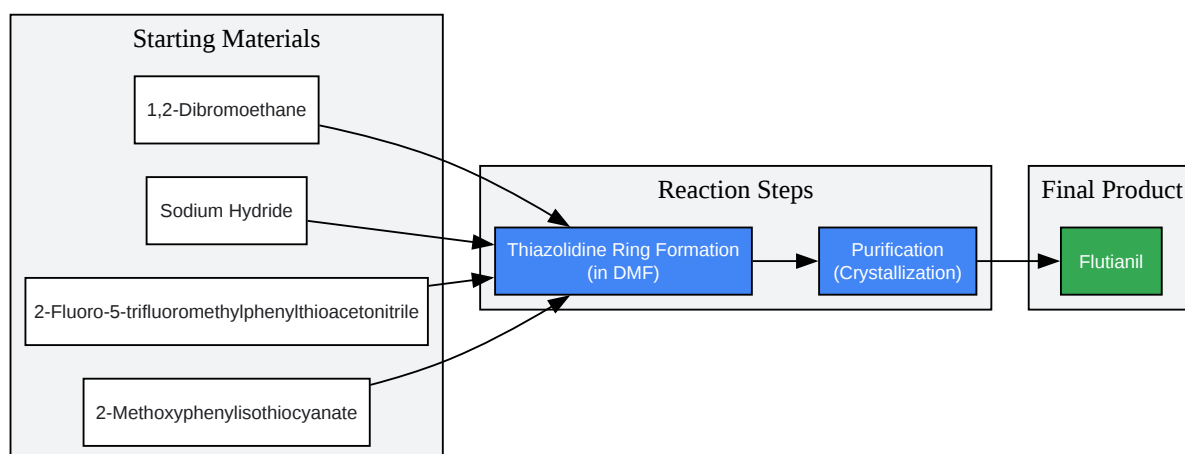 Starting Materials
1,2-Dibromoethane
Sodium Hydride
2-Fluoro-5-trifluoromethylphenylthioacetonitrile
2-Methoxyphenylisothiocyanate
Reaction Steps
Thiazolidine Ring Formation
(in DMF)
Purification
(Crystallization)
Final Product
Flutianil